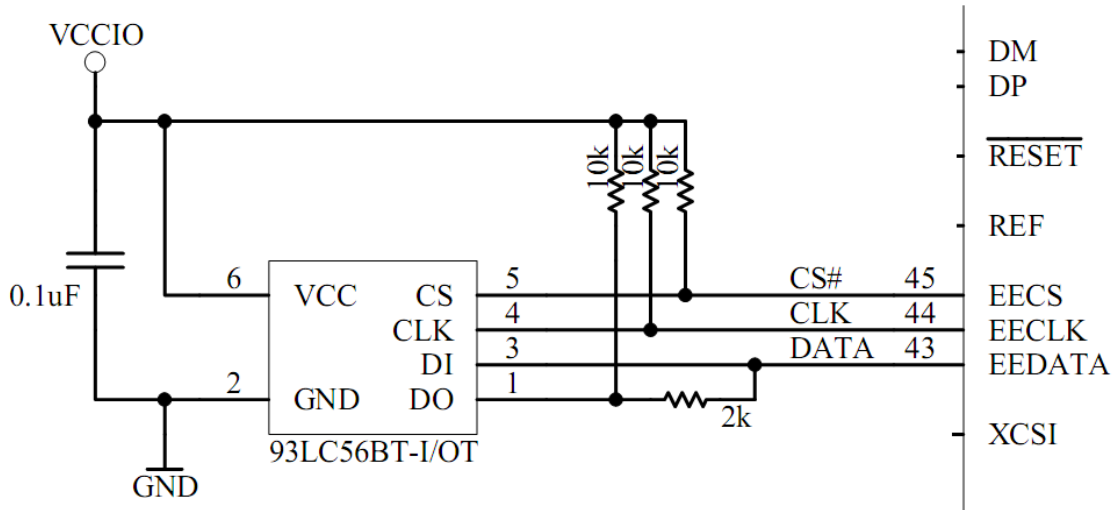 VCCIO
DM
DP
RESET
10k 10k 10k
REF
0.1uF
6 VCC CS 5 CS# 45 EECS
CLK 4 CLK 44 EECLK
DI 3 DATA 43 EEDATA
2 GND DO 1 2k
XCSI
93LC56BT-I/OT
GND